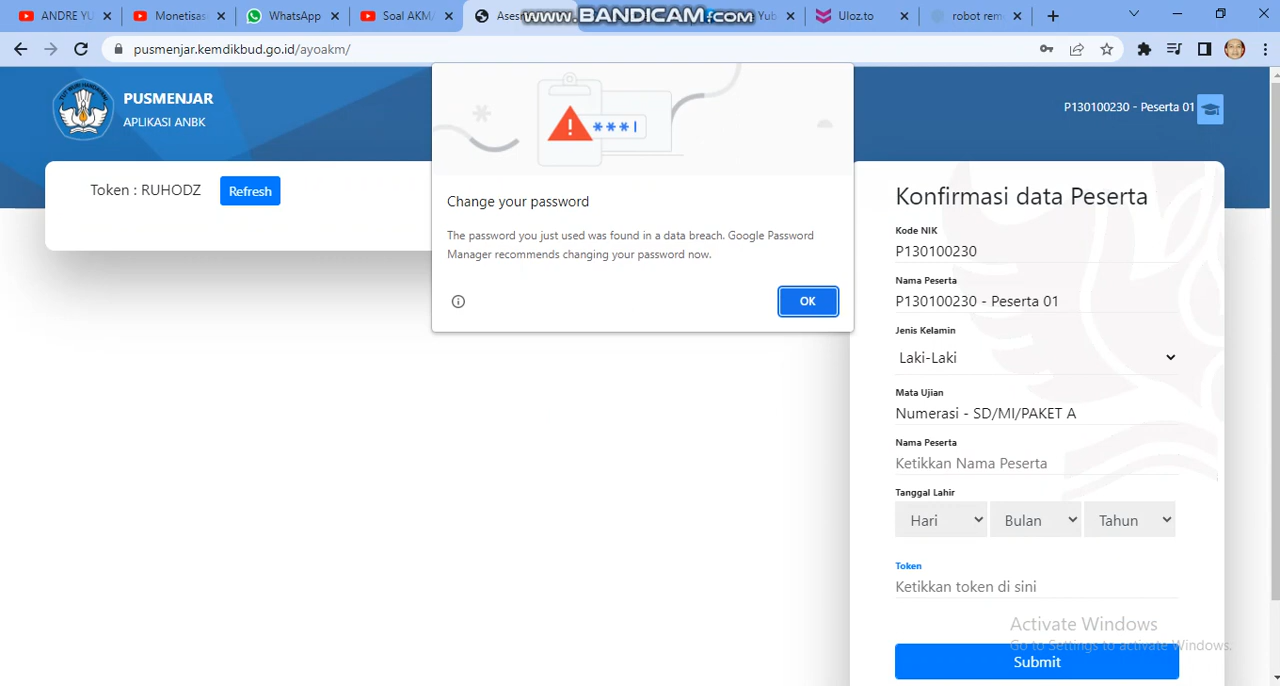 ANDRE YU
Monetisas
WhatsApp
Soal AKM
Asesm
www.BANDICAM.com
Yub
Uloz.to
robot rem
pusmenjar.kemdikbud.go.id/ayoakm/
PUSMENJAR
APLIKASI ANBK
P130100230 - Peserta 01
Token : RUHODZ
Refresh
***|
Change your password
The password you just used was found in a data breach. Google Password
Manager recommends changing your password now.
OK
Konfirmasi data Peserta
Kode NIK
P130100230
Nama Peserta
P130100230 - Peserta 01
Jenis Kelamin
Laki-Laki
Mata Ujian
Numerasi - SD/MI/PAKET A
Nama Peserta
Ketikkan Nama Peserta
Tanggal Lahir
Hari
Bulan
Tahun
Token
Ketikkan token di sini
Activate Windows
Go to Settings to activate Windows.
Submit